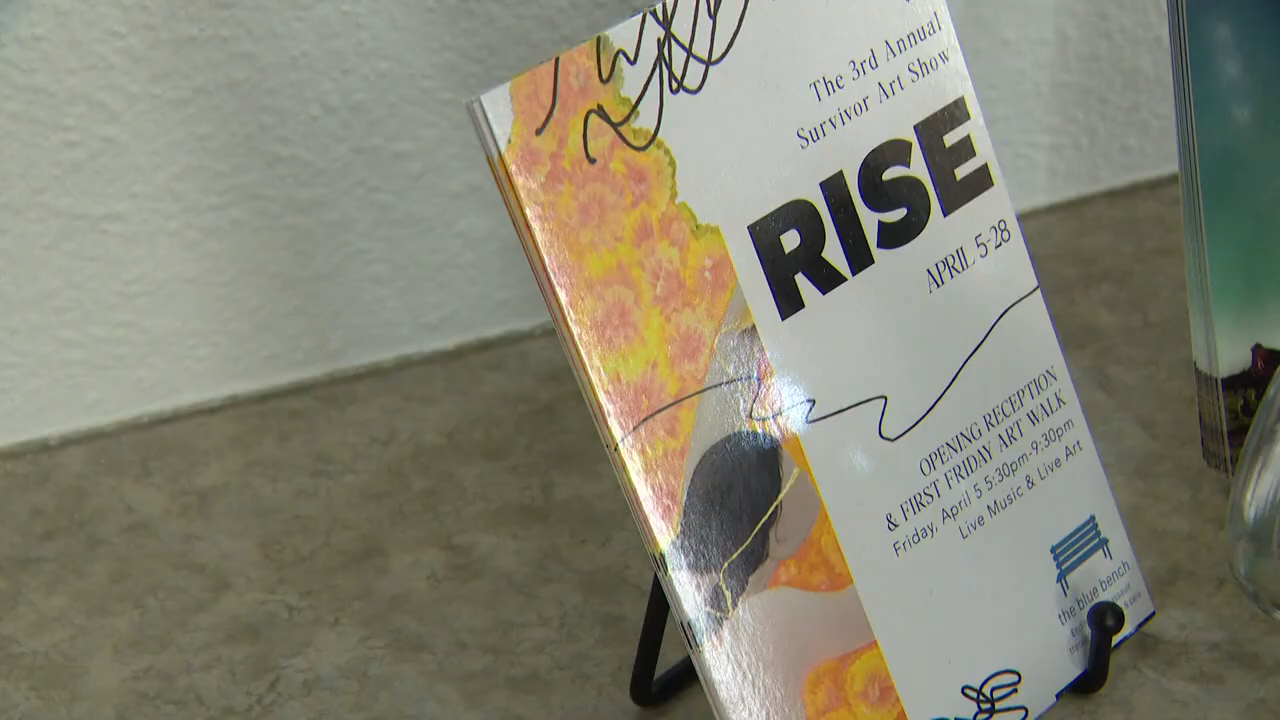 The 3rd Annual
Survivor Art Show
RISE
APRIL 5-28
OPENING RECEPTION
& FIRST FRIDAY ART WALK
Friday, April 5 5:30pm-9:30pm
Live Music & Live Art
the blue bench